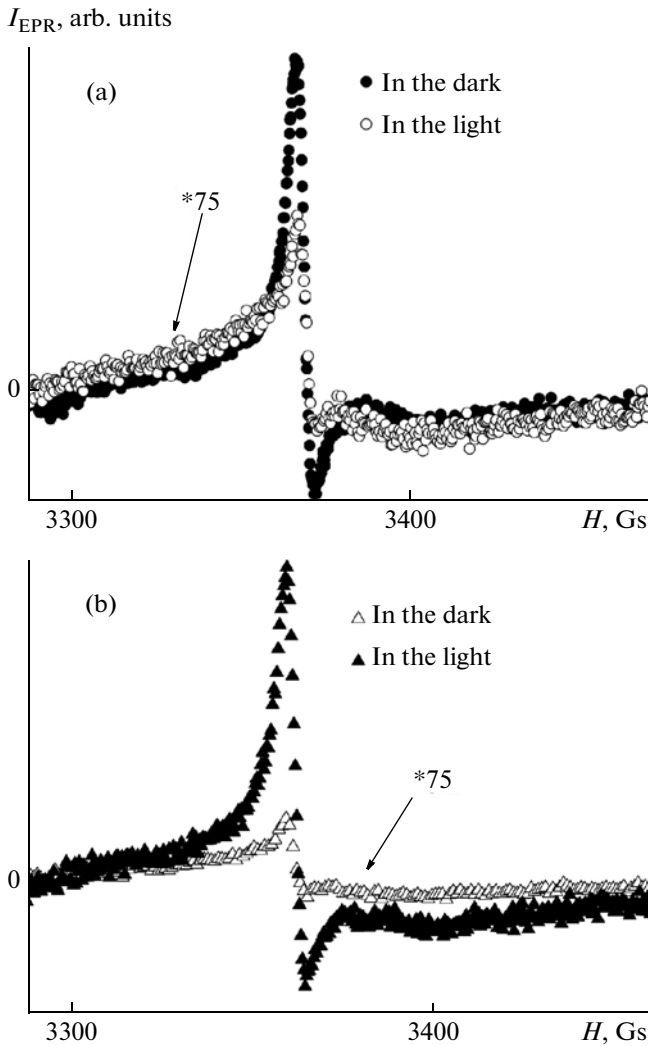 I_EPR, arb. units
(a)
In the dark
In the light
*75
0
3300 3400 H, Gs
(b)
In the dark
In the light
*75
0
3300 3400 H, Gs